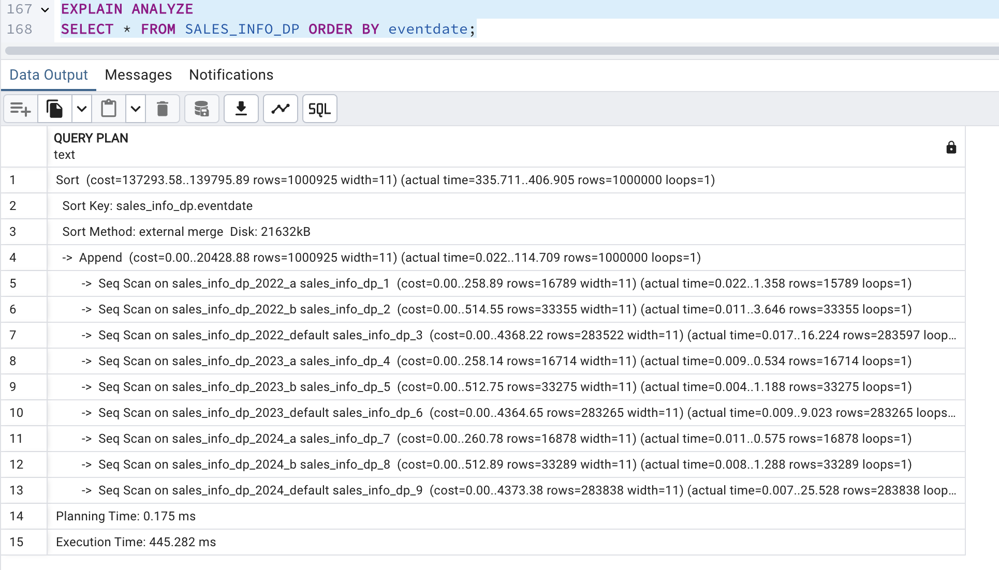 167 EXPLAIN ANALYZE
168 SELECT * FROM SALES_INFO_DP ORDER BY eventdate;
Data Output Messages Notifications
SQL
QUERY PLAN
text
1 Sort (cost=137293.58..139795.89 rows=1000925 width=11) (actual time=335.711..406.905 rows=1000000 loops=1)
2 Sort Key: sales_info_dp.eventdate
3 Sort Method: external merge Disk: 21632kB
4 -> Append (cost=0.00..20428.88 rows=1000925 width=11) (actual time=0.022..114.709 rows=1000000 loops=1)
5 -> Seq Scan on sales_info_dp_2022_a sales_info_dp_1 (cost=0.00..258.89 rows=16789 width=11) (actual time=0.022..1.358 rows=15789 loops=1)
6 -> Seq Scan on sales_info_dp_2022_b sales_info_dp_2 (cost=0.00..514.55 rows=33355 width=11) (actual time=0.011..3.646 rows=33355 loops=1)
7 -> Seq Scan on sales_info_dp_2022_default sales_info_dp_3 (cost=0.00..4368.22 rows=283522 width=11) (actual time=0.017..16.224 rows=283597 loop...
8 -> Seq Scan on sales_info_dp_2023_a sales_info_dp_4 (cost=0.00..258.14 rows=16714 width=11) (actual time=0.009..0.534 rows=16714 loops=1)
9 -> Seq Scan on sales_info_dp_2023_b sales_info_dp_5 (cost=0.00..512.75 rows=33275 width=11) (actual time=0.004..1.188 rows=33275 loops=1)
10 -> Seq Scan on sales_info_dp_2023_default sales_info_dp_6 (cost=0.00..4364.65 rows=283265 width=11) (actual time=0.009..9.023 rows=283265 loops...
11 -> Seq Scan on sales_info_dp_2024_a sales_info_dp_7 (cost=0.00..260.78 rows=16878 width=11) (actual time=0.011..0.575 rows=16878 loops=1)
12 -> Seq Scan on sales_info_dp_2024_b sales_info_dp_8 (cost=0.00..512.89 rows=33289 width=11) (actual time=0.008..1.288 rows=33289 loops=1)
13 -> Seq Scan on sales_info_dp_2024_default sales_info_dp_9 (cost=0.00..4373.38 rows=283838 width=11) (actual time=0.007..25.528 rows=283838 loop...
14 Planning Time: 0.175 ms
15 Execution Time: 445.282 ms